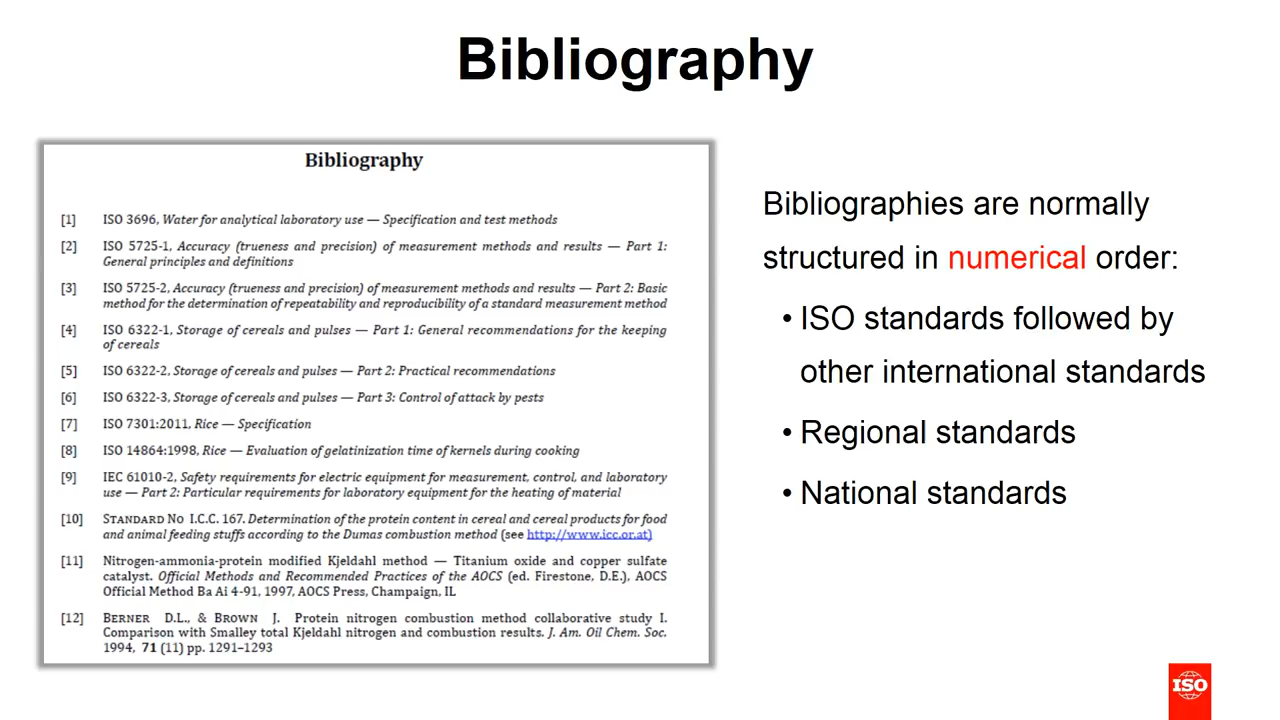 Bibliography
Bibliography
[1] ISO 3696, Water for analytical laboratory use — Specification and test methods
[2] ISO 5725-1, Accuracy (trueness and precision) of measurement methods and results — Part 1:
General principles and definitions
[3] ISO 5725-2, Accuracy (trueness and precision) of measurement methods and results — Part 2: Basic
method for the determination of repeatability and reproducibility of a standard measurement method
[4] ISO 6322-1, Storage of cereals and pulses — Part 1: General recommendations for the keeping
of cereals
[5] ISO 6322-2, Storage of cereals and pulses — Part 2: Practical recommendations
[6] ISO 6322-3, Storage of cereals and pulses — Part 3: Control of attack by pests
[7] ISO 7301:2011, Rice — Specification
[8] ISO 14864:1998, Rice — Evaluation of gelatinization time of kernels during cooking
[9] IEC 61010-2, Safety requirements for electric equipment for measurement, control, and laboratory
use — Part 2: Particular requirements for laboratory equipment for the heating of material
[10] STANDARD NO I.C.C. 167. Determination of the protein content in cereal and cereal products for food
and animal feeding stuffs according to the Dumas combustion method (see http://www.icc.or.at)
[11] Nitrogen-ammonia-protein modified Kjeldahl method — Titanium oxide and copper sulfate
catalyst. Official Methods and Recommended Practices of the AOCS (ed. Firestone, D.E.), AOCS
Official Method Ba Ai 4-91, 1997, AOCS Press, Champaign, IL
[12] BERNER D.L., & BROWN J. Protein nitrogen combustion method collaborative study I.
Comparison with Smalley total Kjeldahl nitrogen and combustion results. J. Am. Oil Chem. Soc.
1994, 71 (11) pp. 1291–1293
Bibliographies are normally
structured in numerical order:
• ISO standards followed by
other international standards
• Regional standards
• National standards
ISO